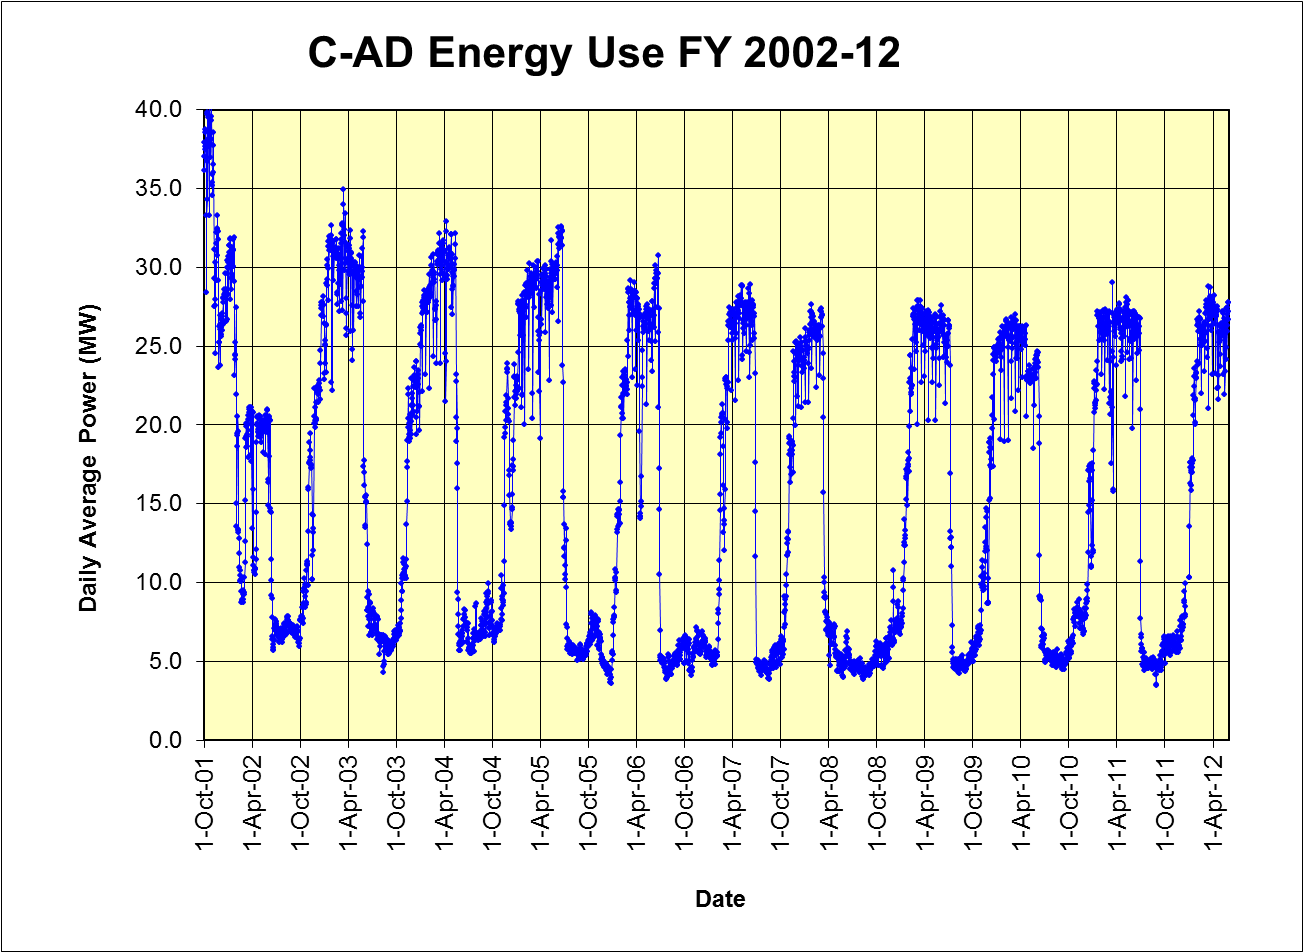 C-AD Energy Use FY 2002-12
Daily Average Power (MW)
40.0
35.0
30.0
25.0
20.0
15.0
10.0
5.0
0.0
1-Oct-01
1-Apr-02
1-Oct-02
1-Apr-03
1-Oct-03
1-Apr-04
1-Oct-04
1-Apr-05
1-Oct-05
1-Apr-06
1-Oct-06
1-Apr-07
1-Oct-07
1-Apr-08
1-Oct-08
1-Apr-09
1-Oct-09
1-Apr-10
1-Oct-10
1-Apr-11
1-Oct-11
1-Apr-12
Date